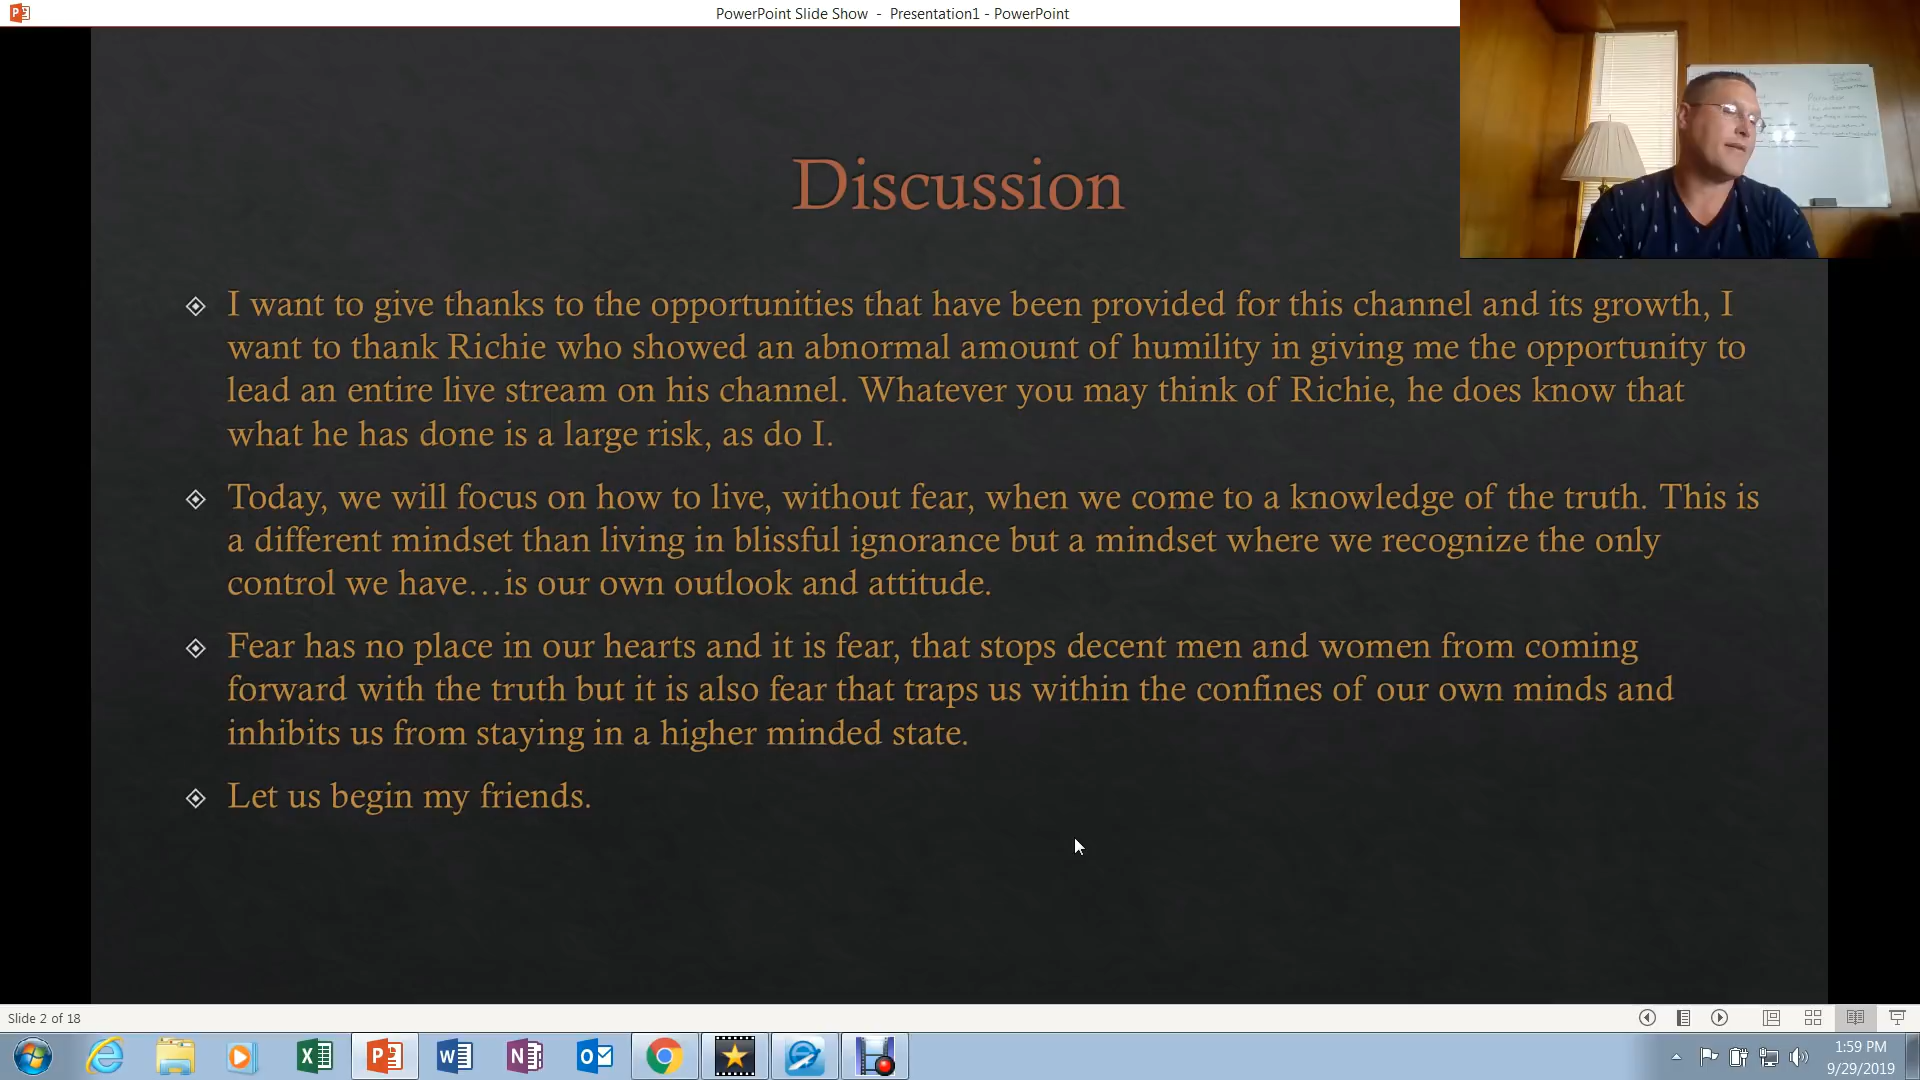 PowerPoint Slide Show - Presentation1 - PowerPoint
Discussion
I want to give thanks to the opportunities that have been provided for this channel and its growth, I
want to thank Richie who showed an abnormal amount of humility in giving me the opportunity to
lead an entire live stream on his channel. Whatever you may think of Richie, he does know that
what he has done is a large risk, as do I.
Today, we will focus on how to live, without fear, when we come to a knowledge of the truth. This is
a different mindset than living in blissful ignorance but a mindset where we recognize the only
control we have…is our own outlook and attitude.
Fear has no place in our hearts and it is fear, that stops decent men and women from coming
forward with the truth but it is also fear that traps us within the confines of our own minds and
inhibits us from staying in a higher minded state.
Let us begin my friends.
Slide 2 of 18
1:59 PM
9/29/2019